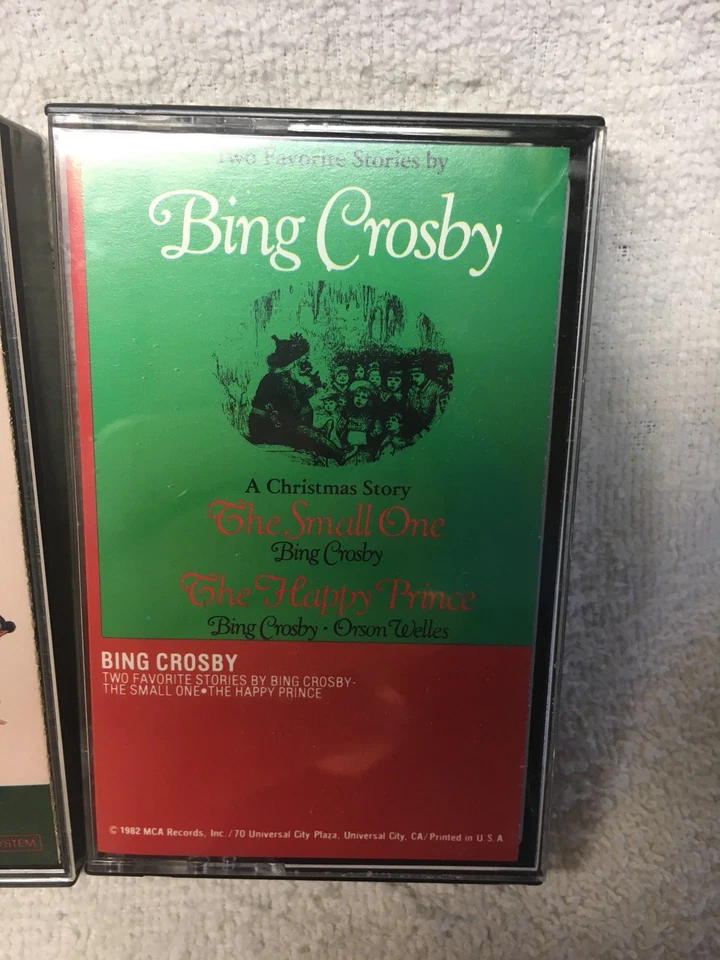 Two Favorite Stories by
Bing Crosby
A Christmas Story
The Small One
Bing Crosby
The Happy Prince
Bing Crosby · Orson Welles
BING CROSBY
TWO FAVORITE STORIES BY BING CROSBY-
THE SMALL ONE•THE HAPPY PRINCE
© 1982 MCA Records, Inc./70 Universal City Plaza, Universal City, CA/Printed in U.S.A.